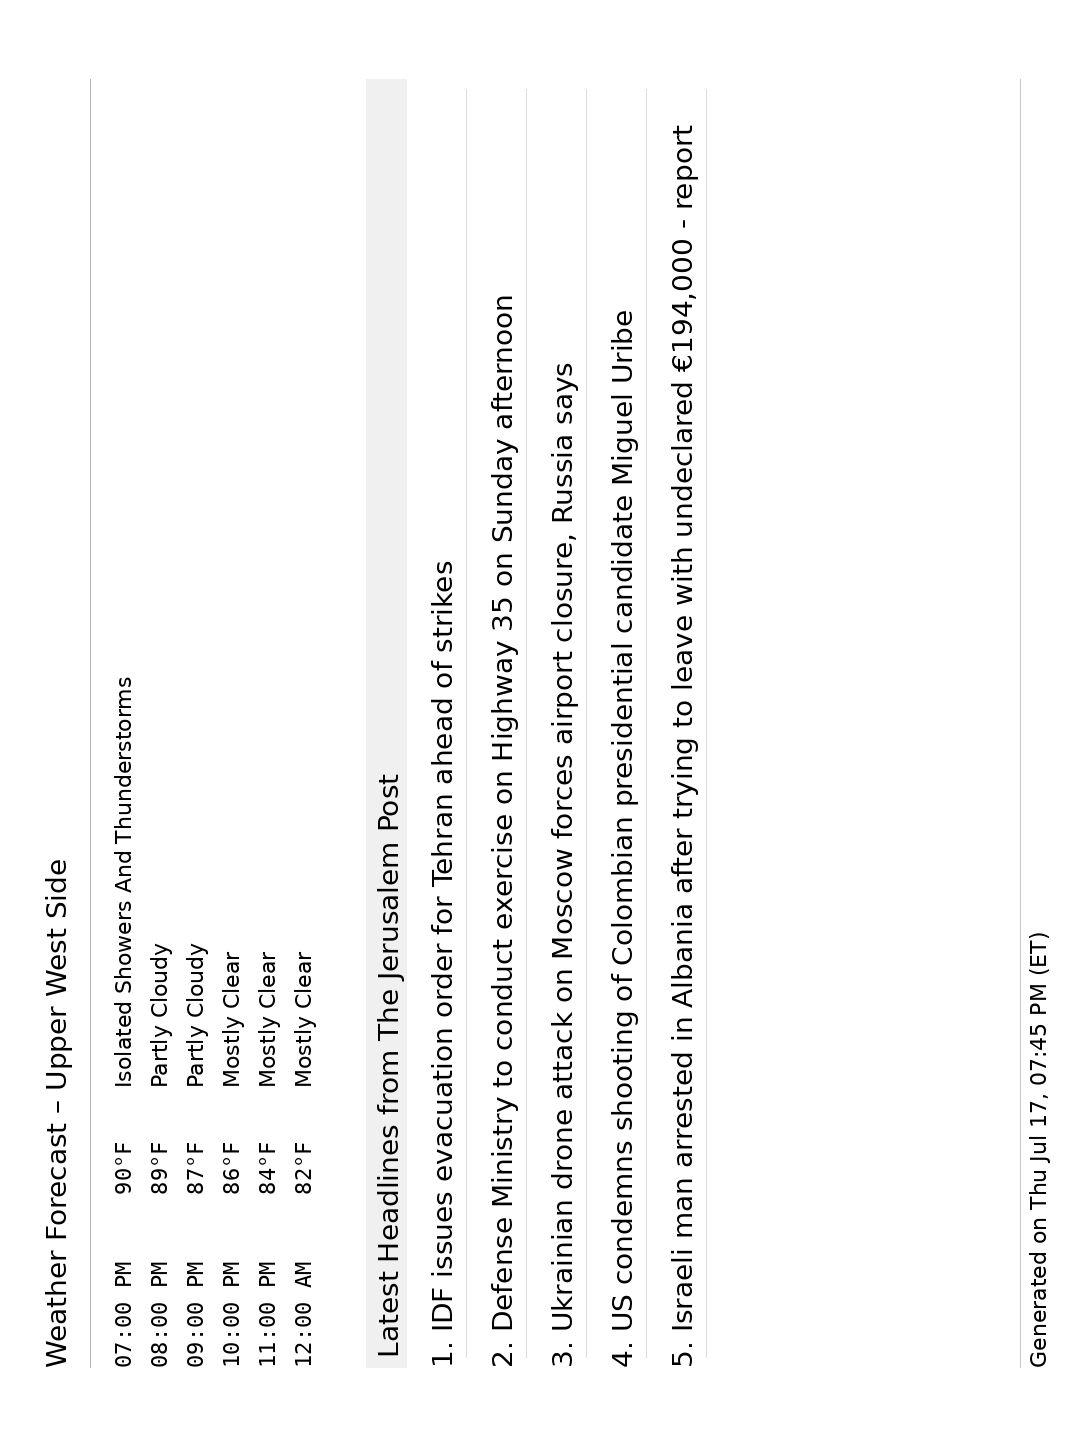 Weather Forecast – Upper West Side
07:00 PM 90°F Isolated Showers And Thunderstorms
08:00 PM 89°F Partly Cloudy
09:00 PM 87°F Partly Cloudy
10:00 PM 86°F Mostly Clear
11:00 PM 84°F Mostly Clear
12:00 AM 82°F Mostly Clear
Latest Headlines from The Jerusalem Post
1. IDF issues evacuation order for Tehran ahead of strikes
2. Defense Ministry to conduct exercise on Highway 35 on Sunday afternoon
3. Ukrainian drone attack on Moscow forces airport closure, Russia says
4. US condemns shooting of Colombian presidential candidate Miguel Uribe
5. Israeli man arrested in Albania after trying to leave with undeclared €194,000 - report
Generated on Thu Jul 17, 07:45 PM (ET)